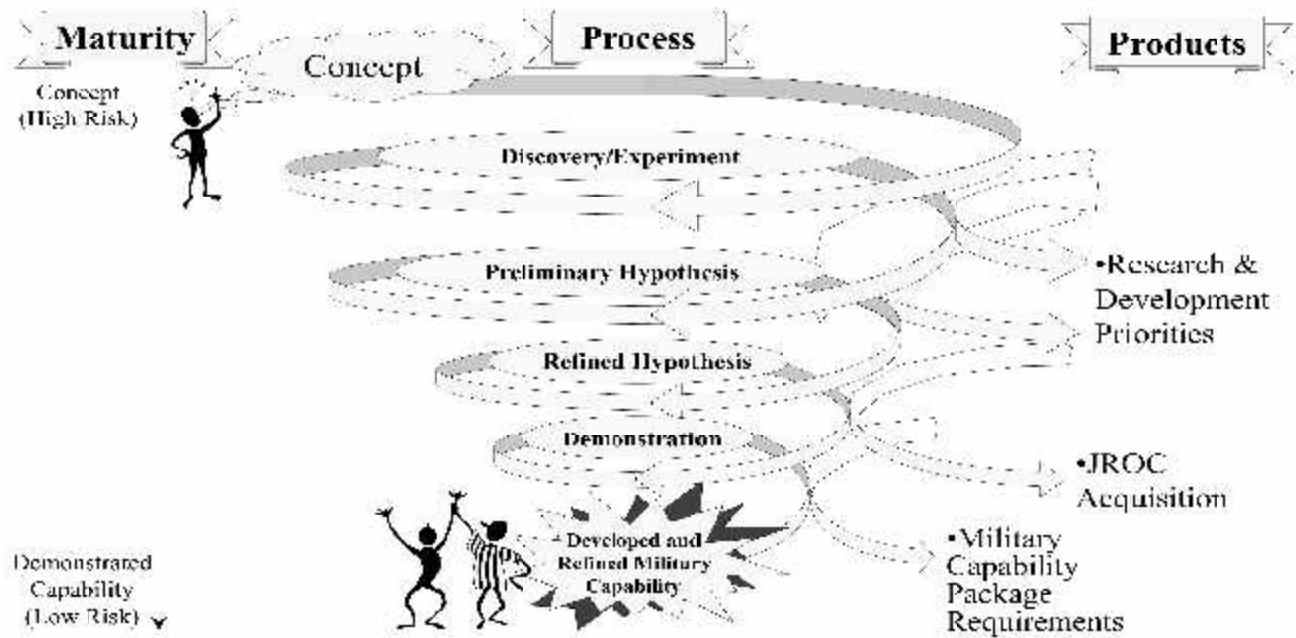 Maturity
Process
Products
Concept
Concept
(High Risk)
Discovery/Experiment
Preliminary Hypothesis
•Research &
Development
Priorities
Refined Hypothesis
Demonstration
•JROC
Acquisition
Developed and
Refined Military
Capability
•Military
Capability
Package
Requirements
Demonstrated
Capability
(Low Risk)